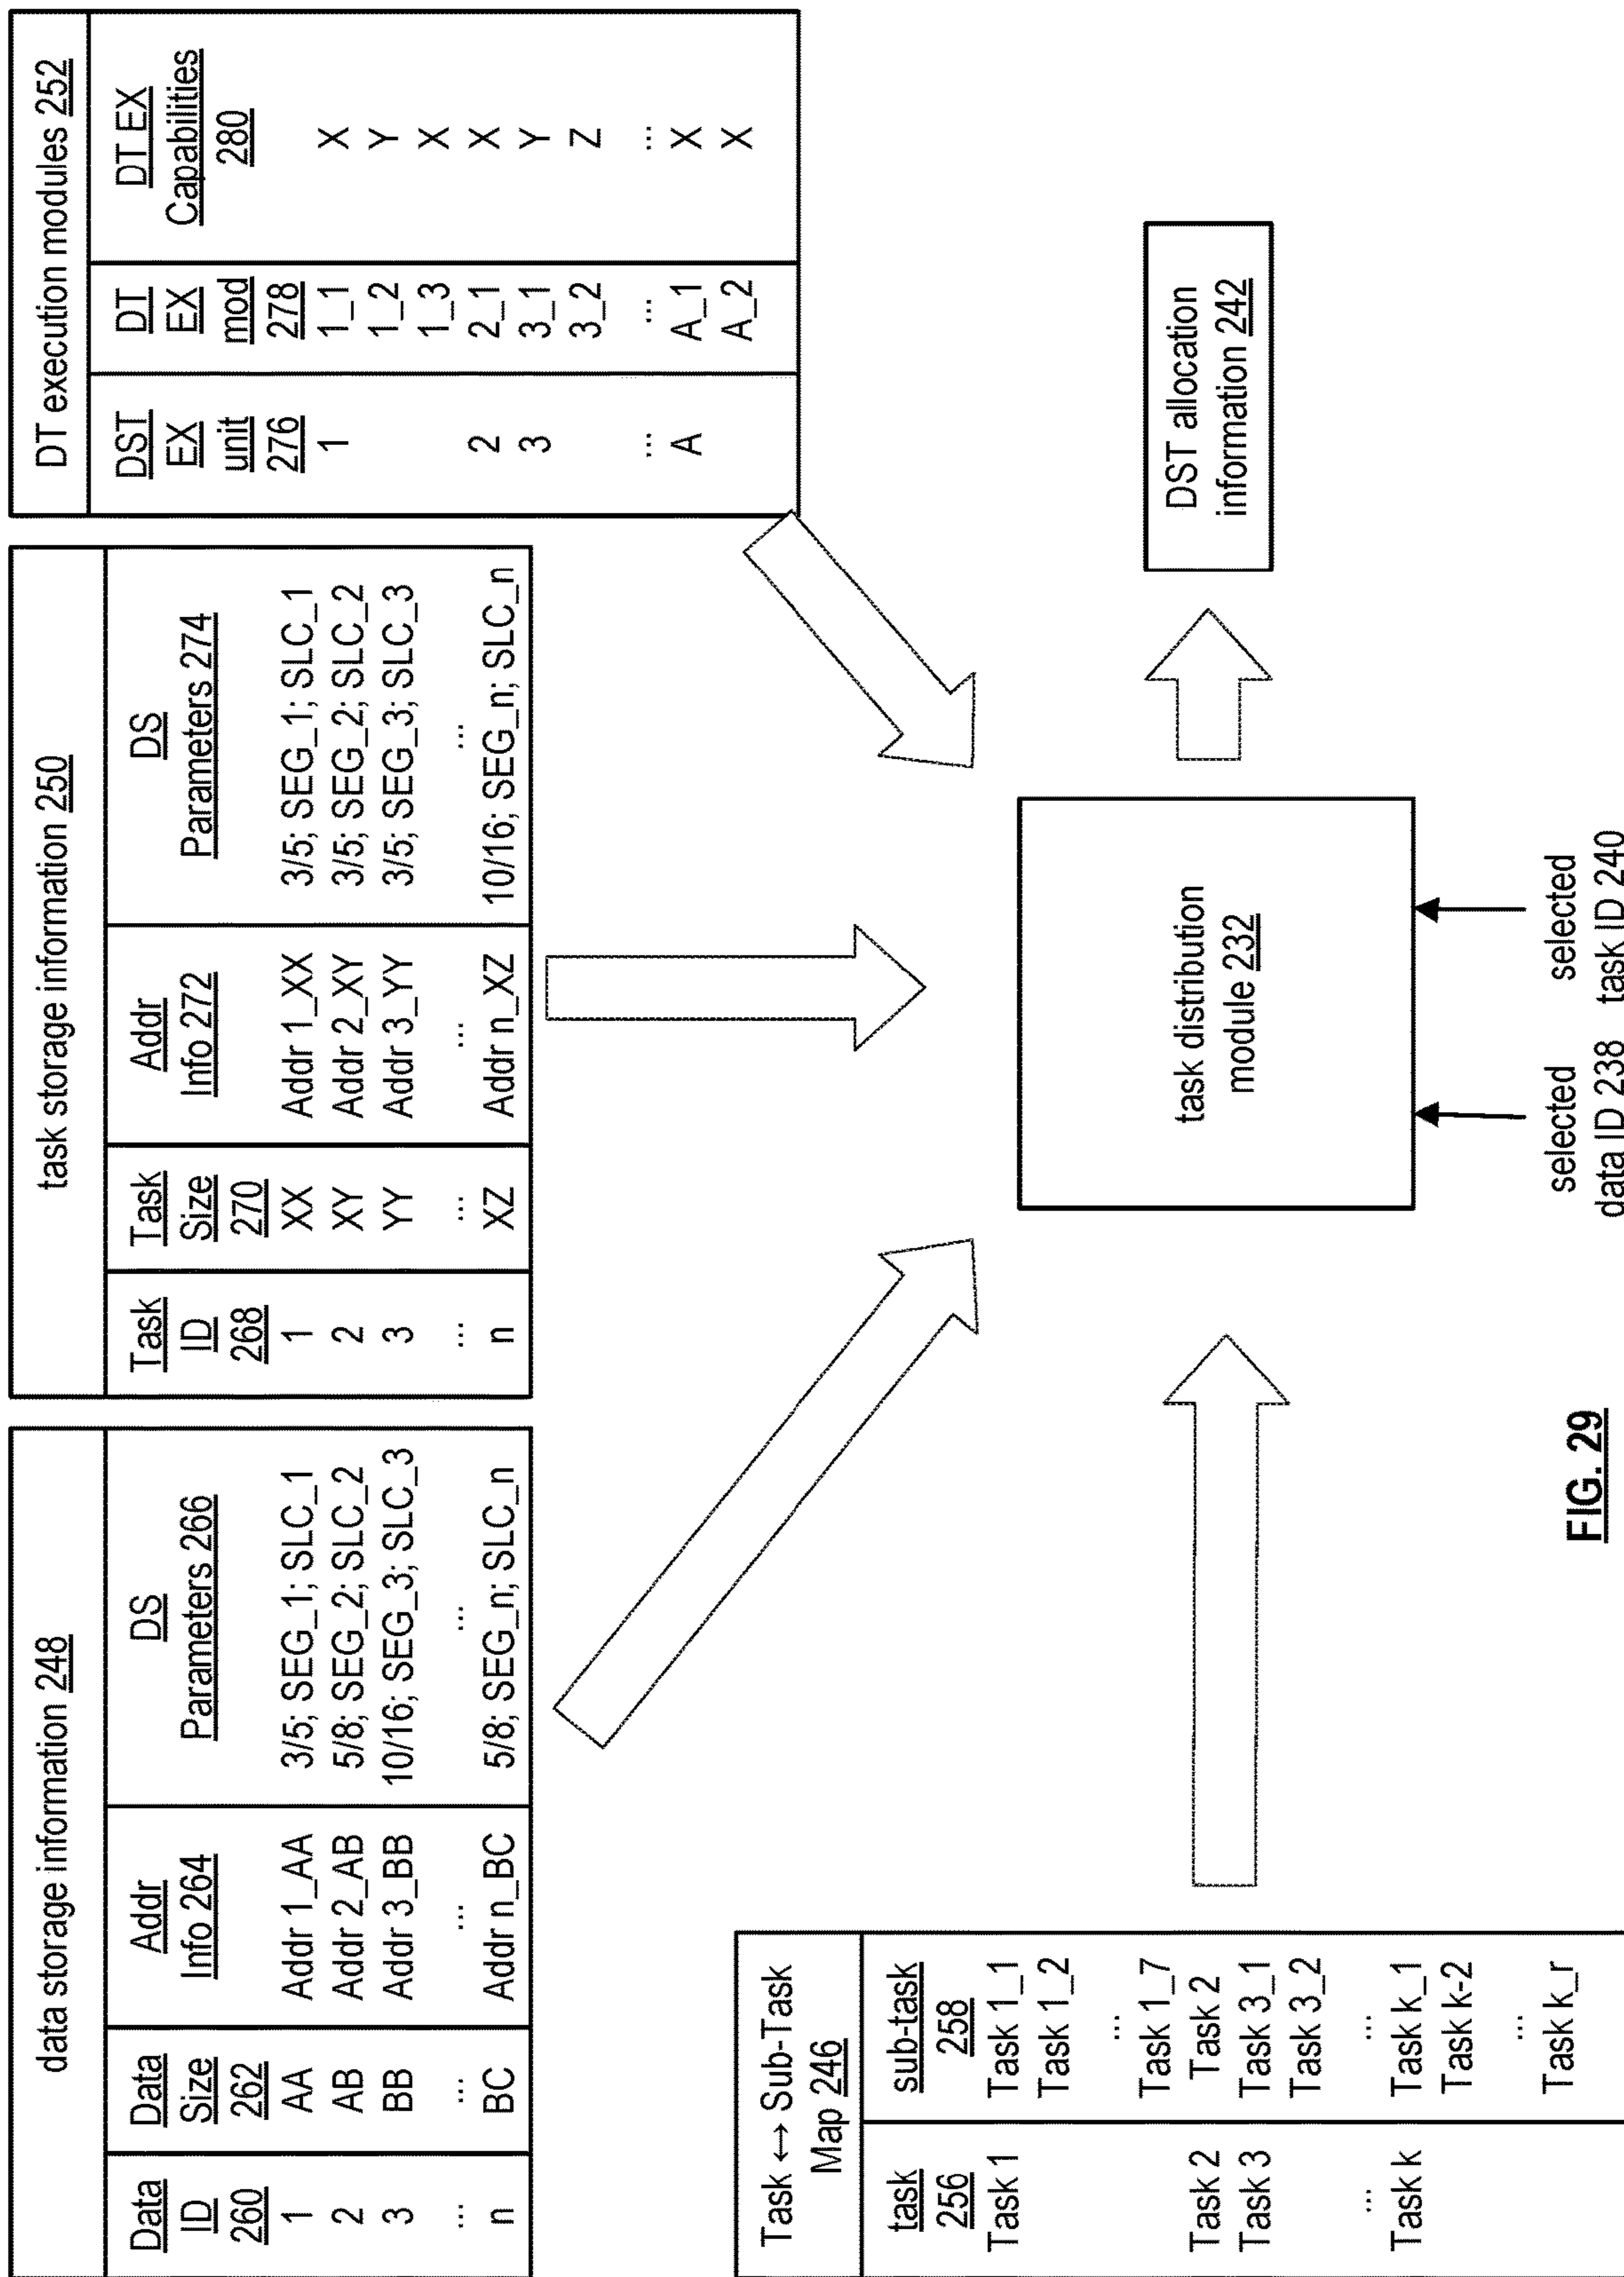 data storage information 248
Data ID 260 Data Size 262 Addr Info 264 DS Parameters 266
1 AA Addr 1_AA 3/5; SEG_1; SLC_1
2 AB Addr 2_AB 5/8; SEG_2; SLC_2
3 BB Addr 3_BB 10/16; SEG_3; SLC_3
... ... ... ...
n BC Addr n_BC 5/8; SEG_n; SLC_n
task storage information 250
Task ID 268 Task Size 270 Addr Info 272 DS Parameters 274
1 XX Addr 1_XX 3/5; SEG_1; SLC_1
2 XY Addr 2_XY 3/5; SEG_2; SLC_2
3 YY Addr 3_YY 3/5; SEG_3; SLC_3
... ... ... ...
n XZ Addr n_XZ 10/16; SEG_n; SLC_n
DT execution modules 252
DST EX unit 276 DT EX mod 278 DT EX Capabilities 280
1 1_1 X
1_2 Y
1_3 X
2 2_1 X
3 3_1 Y
3_2 Z
... ... ...
A A_1 X
A_2 X
Task ↔ Sub-Task
Map 246
task 256 sub-task 258
Task 1 Task 1_1
Task 1_2
...
Task 1_7
Task 2 Task 2
Task 3 Task 3_1
Task 3_2
... ...
Task k Task k_1
Task k-2
...
Task k_r
task distribution
module 232
DST allocation
information 242
selected
data ID 238
selected
task ID 240
FIG. 29